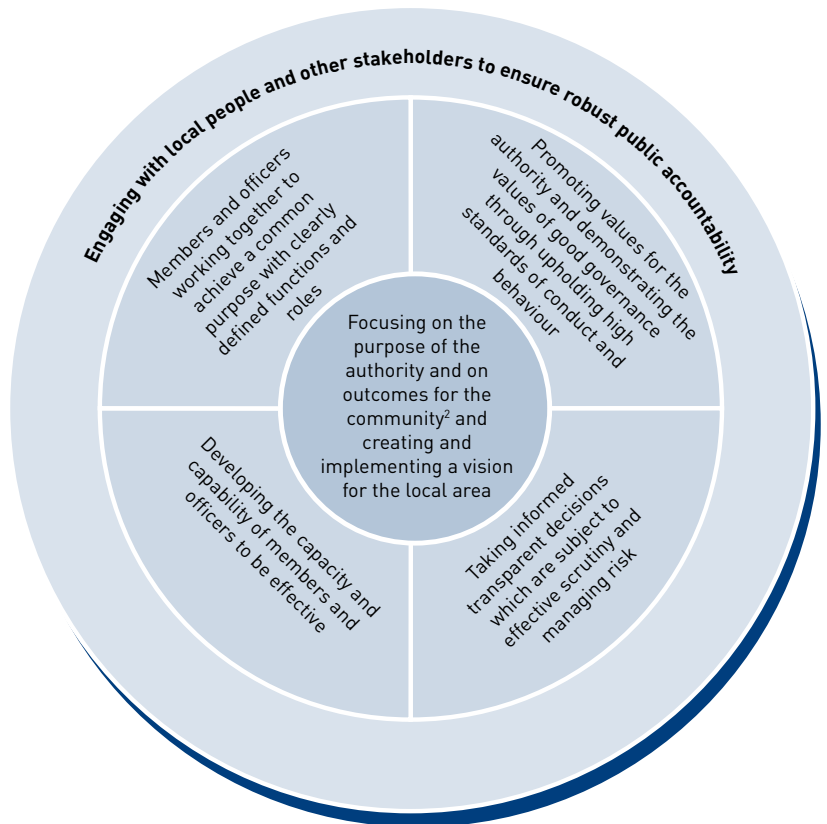 Engaging with local people and other stakeholders to ensure robust public accountability
Members and officers
working together to
achieve a common
purpose with clearly
defined functions and
roles
Promoting values for the
authority and demonstrating the
values of good governance
through upholding high
standards of conduct and
behaviour
Focusing on the
purpose of the
authority and on
outcomes for the
community² and
creating and
implementing a vision
for the local area
Developing the capacity and
capability of members and
officers to be effective
Taking informed
transparent decisions
which are subject to
effective scrutiny and
managing risk